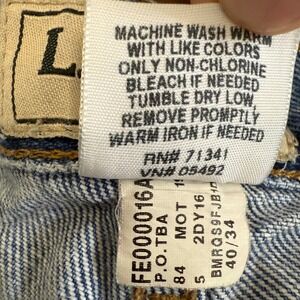 L.
MACHINE WASH WARM
WITH LIKE COLORS
ONLY NON-CHLORINE
BLEACH IF NEEDED
TUMBLE DRY LOW,
REMOVE PROMPTLY
WARM IRON IF NEEDED
RN# 71341
VN# 05492
FE000016A
P.O.TBA
84 MOT
5 2DY16
40/34